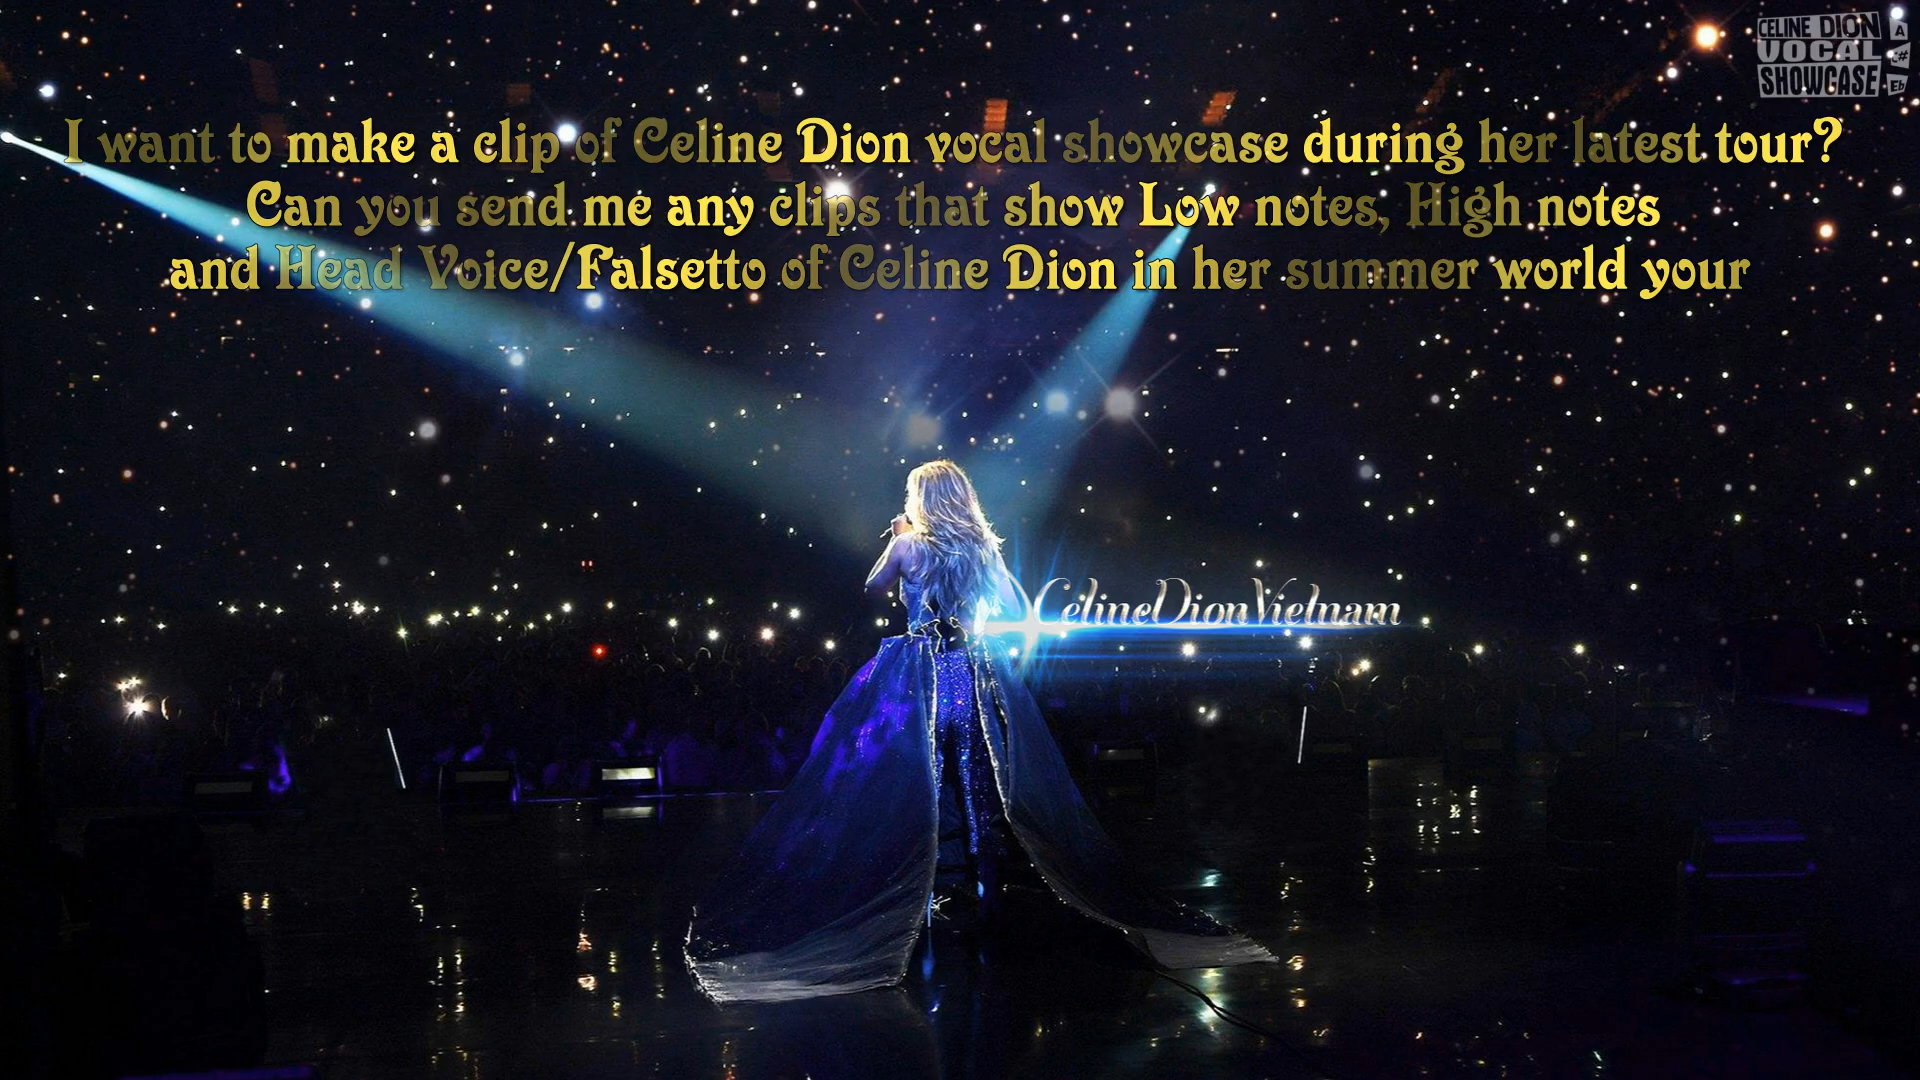 CELINE DION A
VOCAL C#
SHOWCASE Eb
I want to make a clip of Celine Dion vocal showcase during her latest tour?
Can you send me any clips that show Low notes, High notes
and Head Voice/Falsetto of Celine Dion in her summer world your
CelineDionVietnam